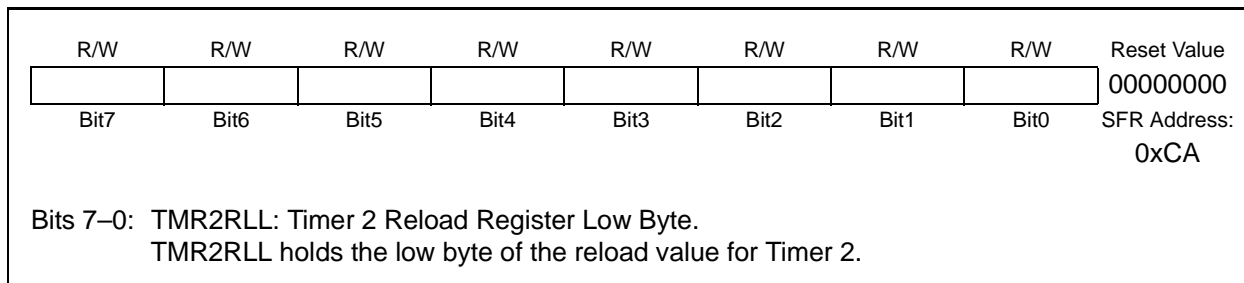 R/W R/W R/W R/W R/W R/W R/W R/W Reset Value
00000000
Bit7 Bit6 Bit5 Bit4 Bit3 Bit2 Bit1 Bit0 SFR Address:
0xCA
Bits 7–0: TMR2RLL: Timer 2 Reload Register Low Byte.
TMR2RLL holds the low byte of the reload value for Timer 2.